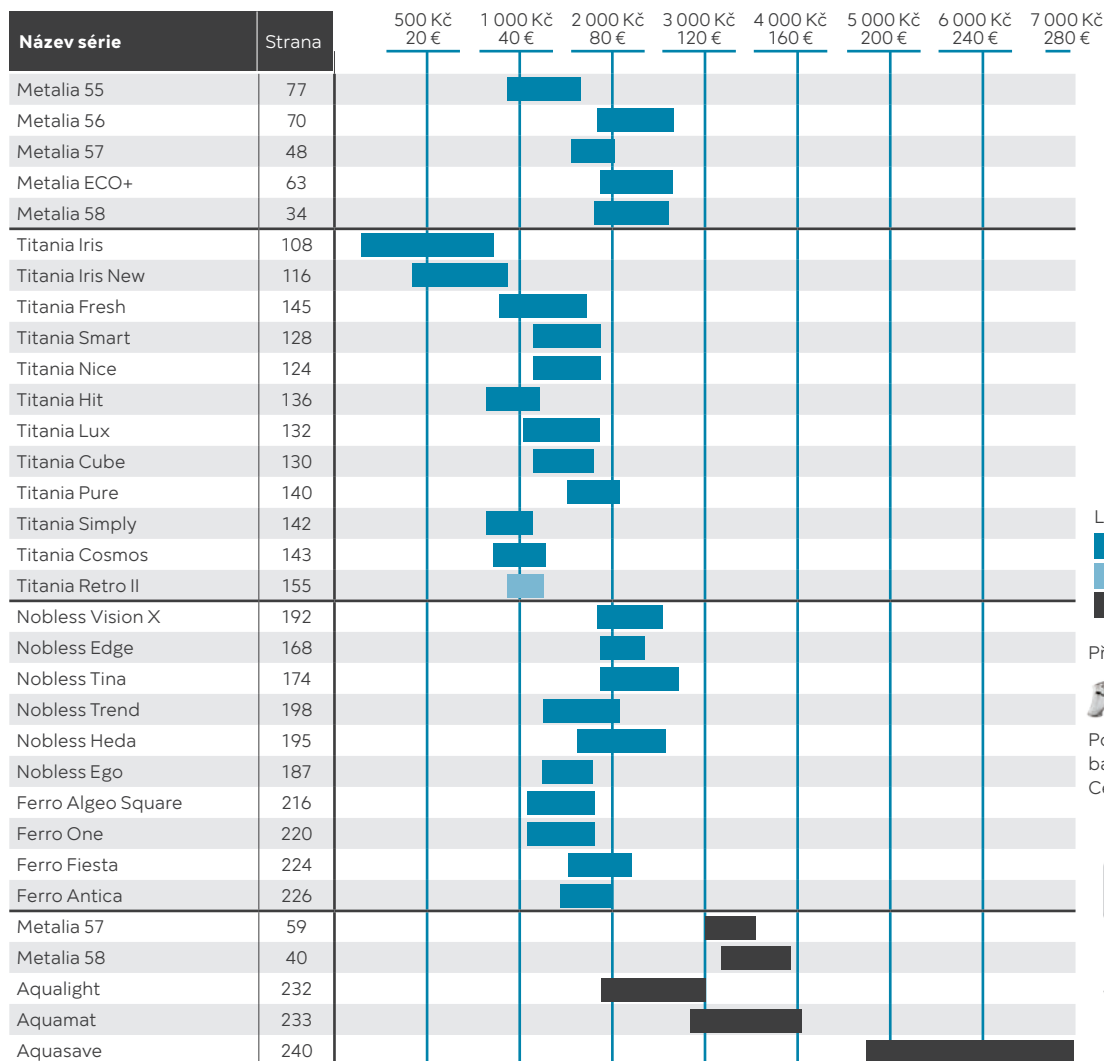 Název série Strana 500 Kč 1 000 Kč 2 000 Kč 3 000 Kč 4 000 Kč 5 000 Kč 6 000 Kč 7 000 Kč
20 € 40 € 80 € 120 € 160 € 200 € 240 € 280 €
Metalia 55 77
Metalia 56 70
Metalia 57 48
Metalia ECO+ 63
Metalia 58 34
Titania Iris 108
Titania Iris New 116
Titania Fresh 145
Titania Smart 128
Titania Nice 124
Titania Hit 136
Titania Lux 132
Titania Cube 130
Titania Pure 140
Titania Simply 142
Titania Cosmos 143
Titania Retro II 155
Nobless Vision X 192
Nobless Edge 168
Nobless Tina 174
Nobless Trend 198
Nobless Heda 195
Nobless Ego 187
Ferro Algeo Square 216
Ferro One 220
Ferro Fiesta 224
Ferro Antica 226
Metalia 57 59
Metalia 58 40
Aqualight 232
Aquamat 233
Aquasave 240